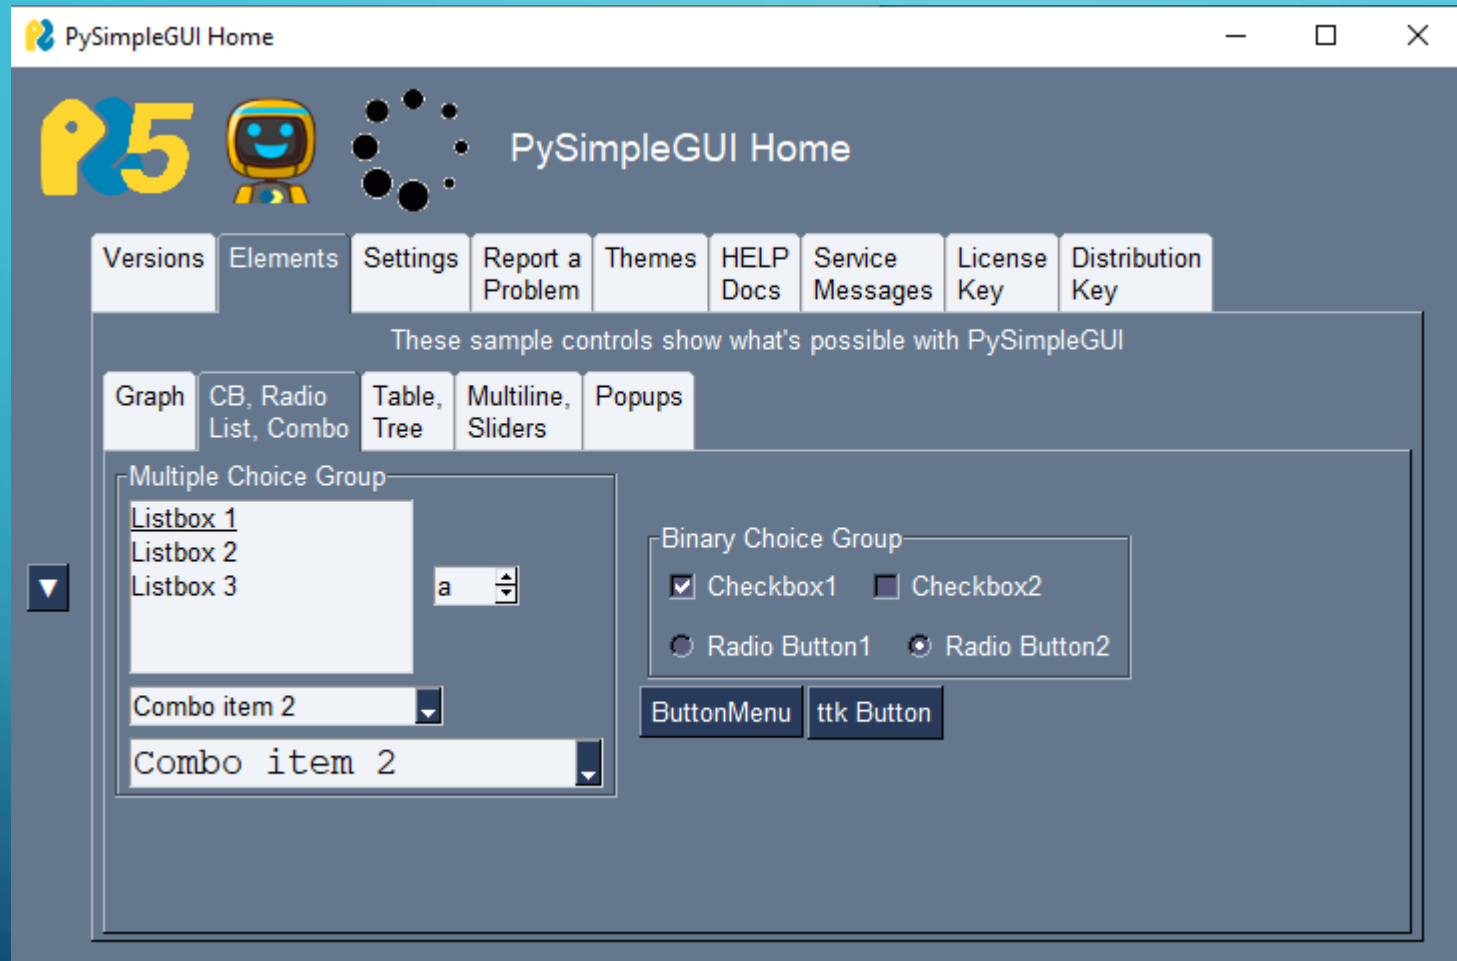 PySimpleGUI Home
5
PySimpleGUI Home
Versions Elements Settings Report a Problem Themes HELP Docs Service Messages License Key Distribution Key
These sample controls show what's possible with PySimpleGUI
Graph CB, Radio List, Combo Table, Tree Multiline, Sliders Popups
Multiple Choice Group
Listbox 1
Listbox 2
Listbox 3
a
Combo item 2
Combo item 2
Binary Choice Group
Checkbox1 Checkbox2
Radio Button1 Radio Button2
ButtonMenu ttk Button